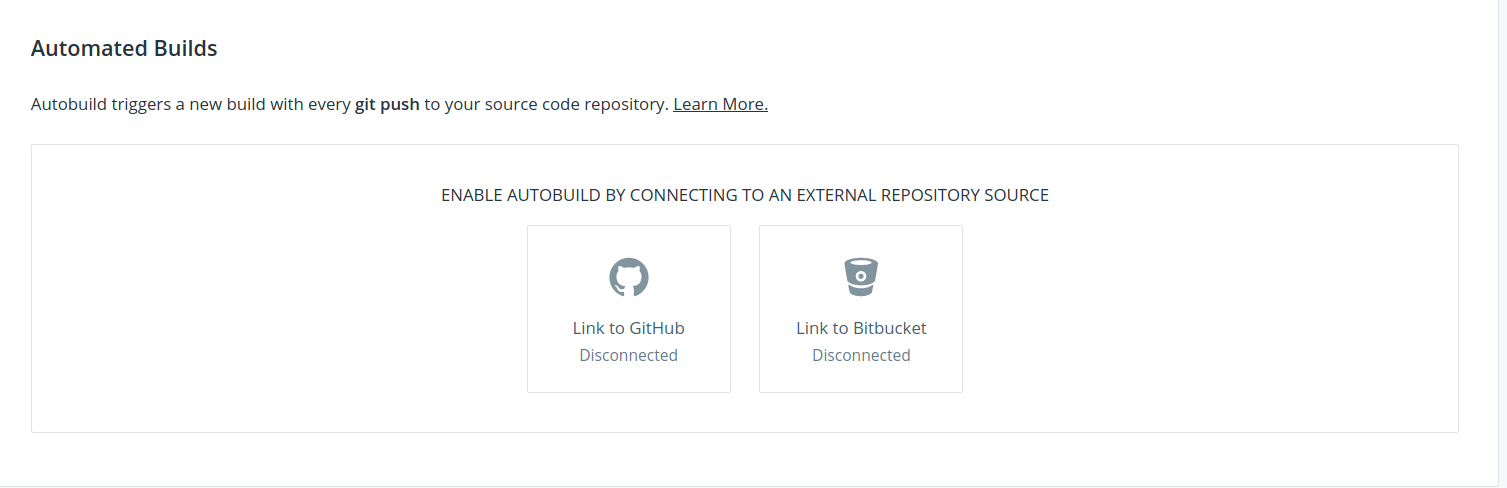 Automated Builds
Autobuild triggers a new build with every git push to your source code repository. Learn More.
ENABLE AUTOBUILD BY CONNECTING TO AN EXTERNAL REPOSITORY SOURCE
Link to GitHub
Disconnected
Link to Bitbucket
Disconnected